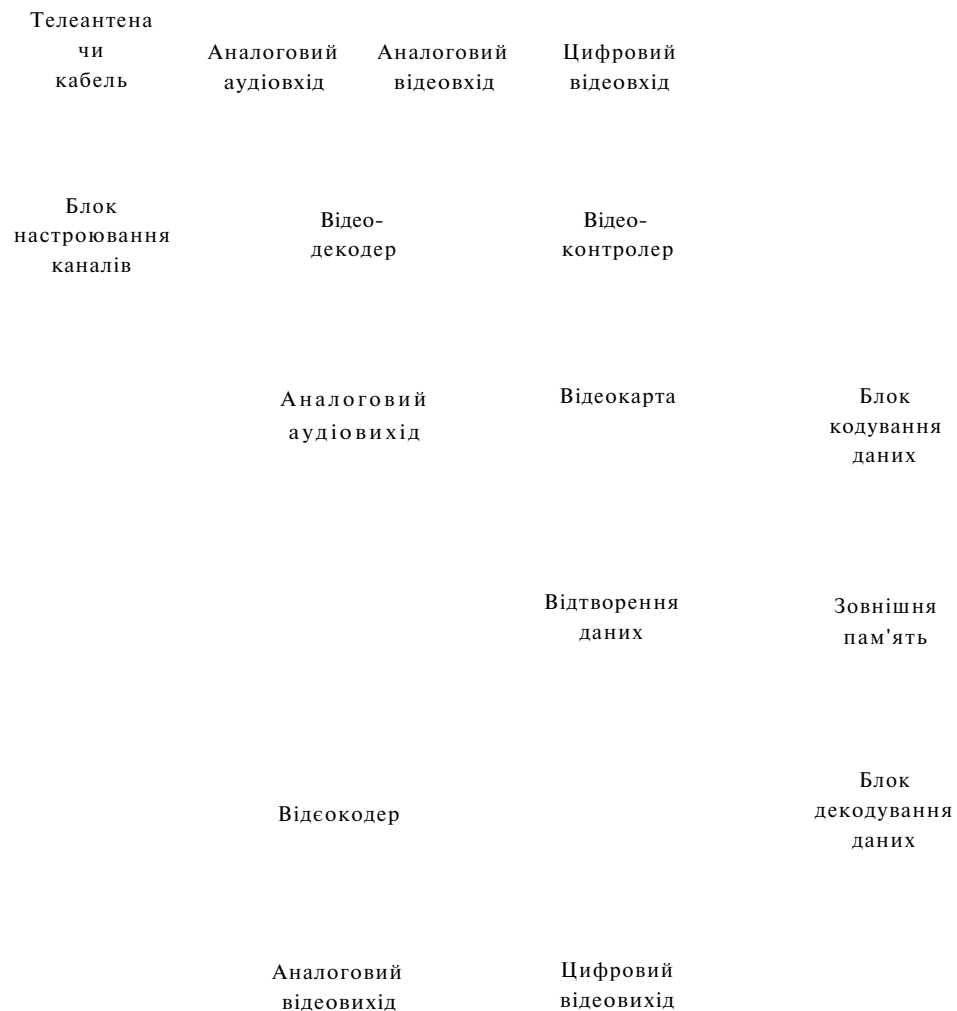 Телеантена
чи
кабель
Аналоговий
аудіовхід
Аналоговий
відеовхід
Цифровий
відеовхід
Блок
настроювання
каналів
Відео-
декодер
Відео-
контролер
Аналоговий
аудіовихід
Відеокарта
Блок
кодування
даних
Відтворення
даних
Зовнішня
пам'ять
Відєокодер
Блок
декодування
даних
Аналоговий
відеовихід
Цифровий
відеовихід